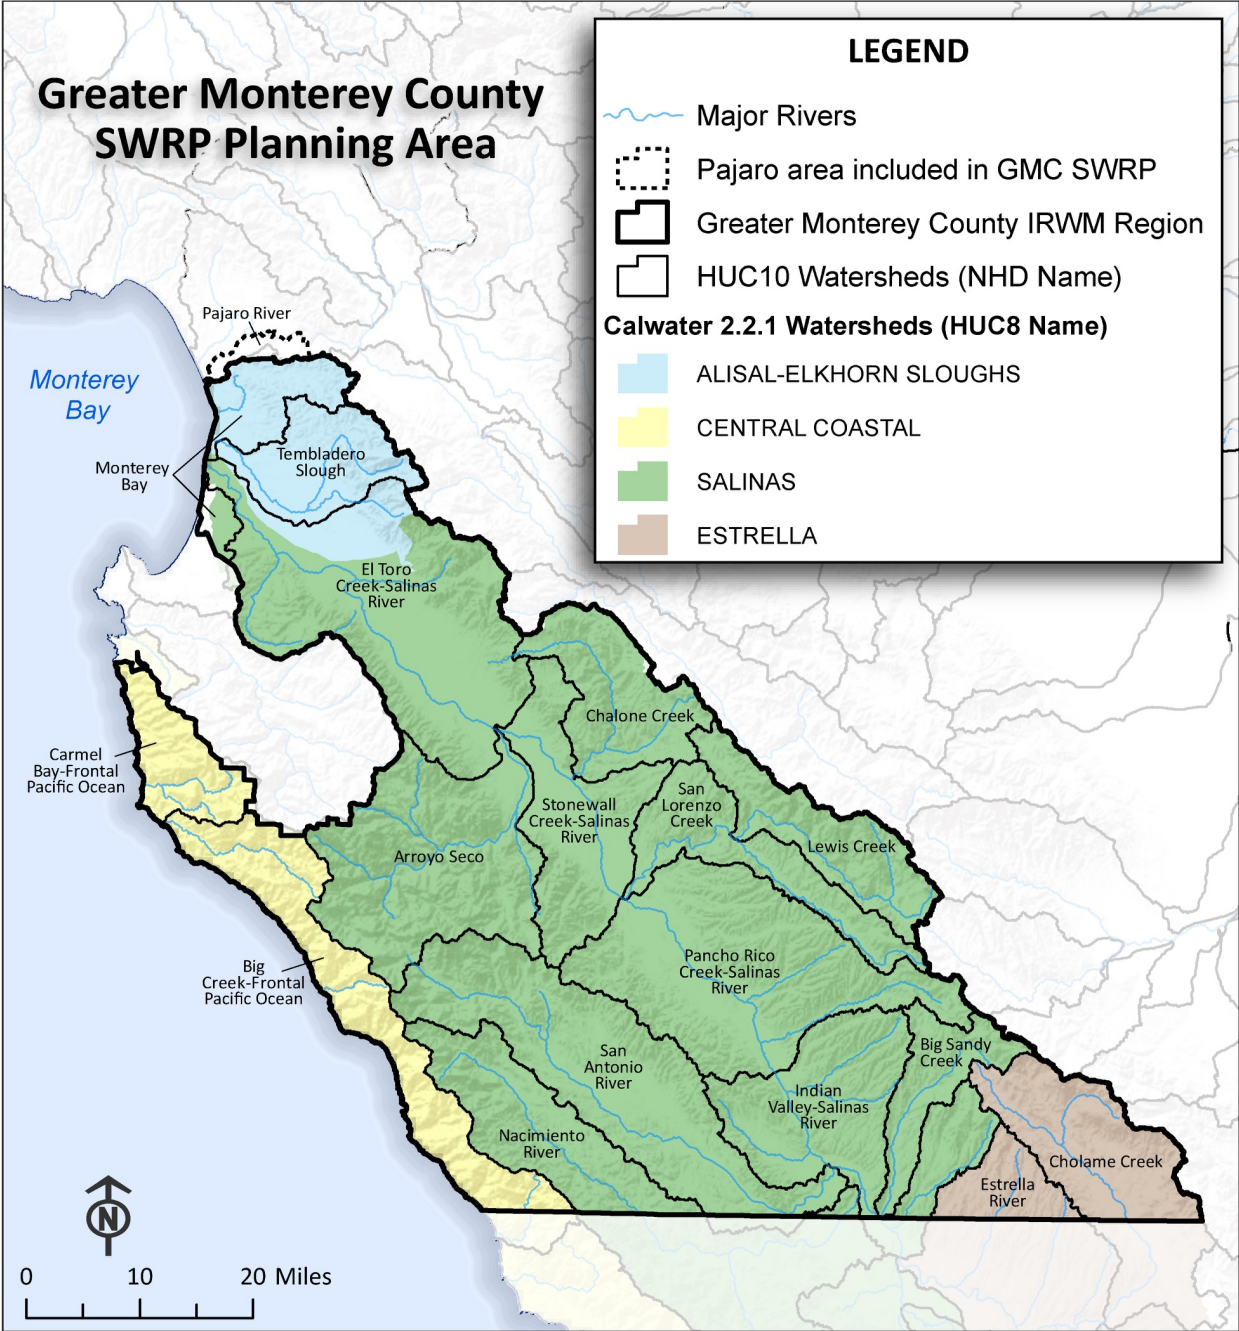 Greater Monterey County
SWRP Planning Area
LEGEND
Major Rivers
Pajaro area included in GMC SWRP
Greater Monterey County IRWM Region
HUC10 Watersheds (NHD Name)
Calwater 2.2.1 Watersheds (HUC8 Name)
ALISAL-ELKHORN SLOUGHS
CENTRAL COASTAL
SALINAS
ESTRELLA
Pajaro River
Monterey
Bay
Tembladero
Slough
Monterey
Bay
El Toro
Creek-Salinas
River
Chalone Creek
Carmel
Bay-Frontal
Pacific Ocean
San
Lorenzo
Creek
Stonewall
Creek-Salinas
River
Lewis Creek
Arroyo Seco
Pancho Rico
Creek-Salinas
River
Big
Creek-Frontal
Pacific Ocean
Big Sandy
Creek
San
Antonio
River
Indian
Valley-Salinas
River
Nacimiento
River
Cholame Creek
Estrella
River
N
0 10 20 Miles